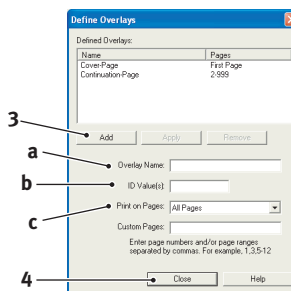 Define Overlays
Defined Overlays:
Name Pages
Cover-Page First Page
Continuation-Page 2-999
3 Add Apply Remove
a Overlay Name:
b ID Value(s):
c Print on Pages: All Pages
Custom Pages:
Enter page numbers and/or page ranges
separated by commas. For example, 1,3,5-12
4 Close Help